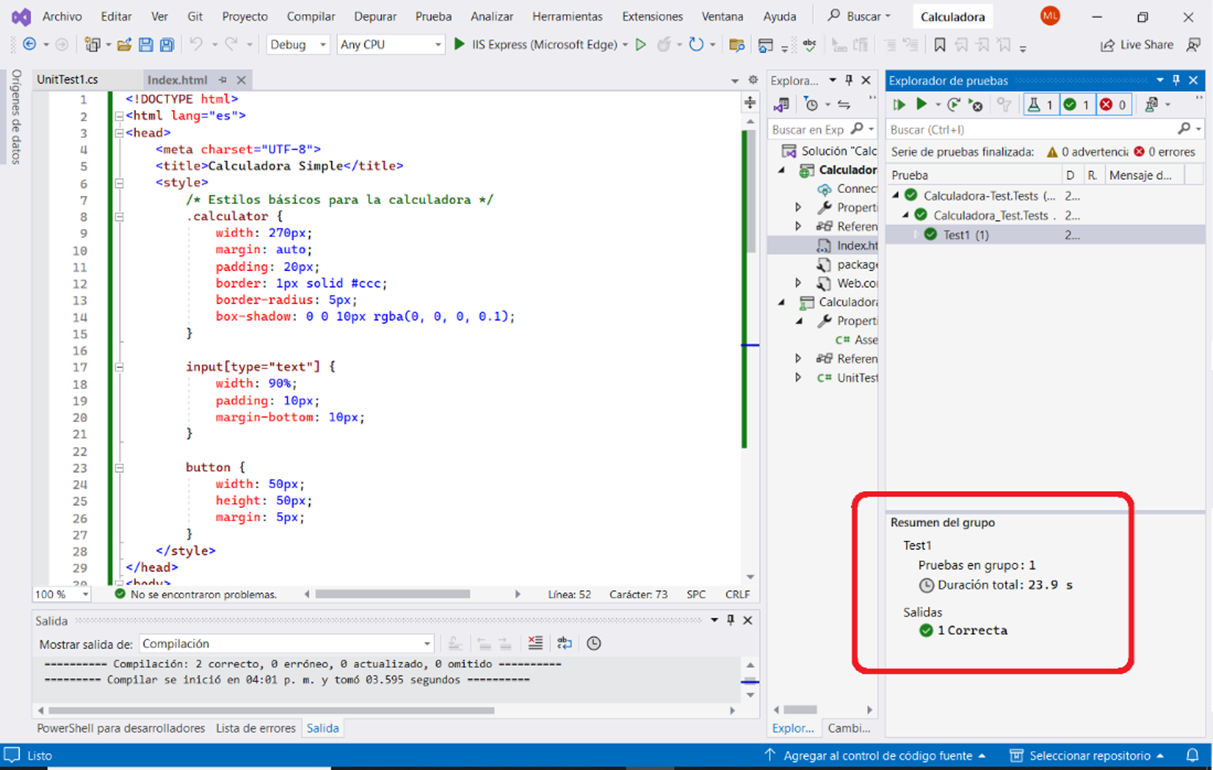 Archivo Editar Ver Git Proyecto Compilar Depurar Prueba Analizar Herramientas Extensiones Ventana Ayuda Buscar Calculadora ML
Debug Any CPU IIS Express (Microsoft Edge) Live Share
Orígenes de datos
UnitTest1.cs Index.html
1 <!DOCTYPE html>
2 <html lang="es">
3 <head>
4 <meta charset="UTF-8">
5 <title>Calculadora Simple</title>
6 <style>
7 /* Estilos básicos para la calculadora */
8 .calculator {
9 width: 270px;
10 margin: auto;
11 padding: 20px;
12 border: 1px solid #ccc;
13 border-radius: 5px;
14 box-shadow: 0 0 10px rgba(0, 0, 0, 0.1);
15 }
16
17 input[type="text"] {
18 width: 90%;
19 padding: 10px;
20 margin-bottom: 10px;
21 }
22
23 button {
24 width: 50px;
25 height: 50px;
26 margin: 5px;
27 }
28 </style>
29 </head>
<body>
100 % No se encontraron problemas. Línea: 52 Carácter: 73 SPC CRLF
Salida
Mostrar salida de: Compilación
---------- Compilación: 2 correcto, 0 erróneo, 0 actualizado, 0 omitido ----------
--------- Compilar se inició en 04:01 p. m. y tomó 03.595 segundos ----------
PowerShell para desarrolladores Lista de errores Salida
Explora...
Buscar en Exp
Solución "Calc
Calculador
Connect
Properti
Referen
Index.ht
package
Web.co
Calculadora
Properti
C# Asse
Referen
C# UnitTest
Explor... Cambi...
Explorador de pruebas
1 1 0
Buscar (Ctrl+I)
Serie de pruebas finalizada: 0 advertencia 0 errores
Prueba D R. Mensaje d...
Calculadora-Test.Tests (... 2...
Calculadora_Test.Tests . 2...
Test1 (1) 2...
Resumen del grupo
Test1
Pruebas en grupo: 1
Duración total: 23.9 s
Salidas
1 Correcta
Listo Agregar al control de código fuente Seleccionar repositorio